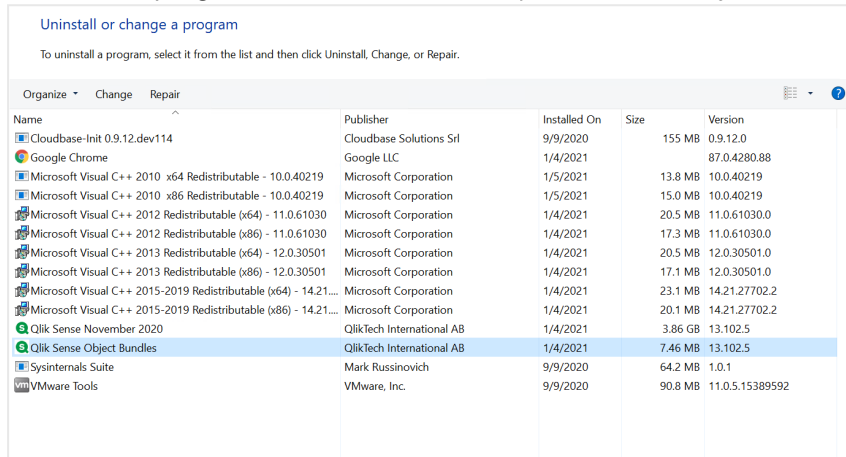 Uninstall or change a program
To uninstall a program, select it from the list and then click Uninstall, Change, or Repair.
Organize Change Repair
Name Publisher Installed On Size Version
Cloudbase-Init 0.9.12.dev114 Cloudbase Solutions Srl 9/9/2020 155 MB 0.9.12.0
Google Chrome Google LLC 1/4/2021 87.0.4280.88
Microsoft Visual C++ 2010 x64 Redistributable - 10.0.40219 Microsoft Corporation 1/5/2021 13.8 MB 10.0.40219
Microsoft Visual C++ 2010 x86 Redistributable - 10.0.40219 Microsoft Corporation 1/5/2021 15.0 MB 10.0.40219
Microsoft Visual C++ 2012 Redistributable (x64) - 11.0.61030 Microsoft Corporation 1/4/2021 20.5 MB 11.0.61030.0
Microsoft Visual C++ 2012 Redistributable (x86) - 11.0.61030 Microsoft Corporation 1/4/2021 17.3 MB 11.0.61030.0
Microsoft Visual C++ 2013 Redistributable (x64) - 12.0.30501 Microsoft Corporation 1/4/2021 20.5 MB 12.0.30501.0
Microsoft Visual C++ 2013 Redistributable (x86) - 12.0.30501 Microsoft Corporation 1/4/2021 17.1 MB 12.0.30501.0
Microsoft Visual C++ 2015-2019 Redistributable (x64) - 14.21.... Microsoft Corporation 1/4/2021 23.1 MB 14.21.27702.2
Microsoft Visual C++ 2015-2019 Redistributable (x86) - 14.21.... Microsoft Corporation 1/4/2021 20.1 MB 14.21.27702.2
Qlik Sense November 2020 QlikTech International AB 1/4/2021 3.86 GB 13.102.5
Qlik Sense Object Bundles QlikTech International AB 1/4/2021 7.46 MB 13.102.5
Sysinternals Suite Mark Russinovich 9/9/2020 64.2 MB 1.0.1
vm VMware Tools VMware, Inc. 9/9/2020 90.8 MB 11.0.5.15389592